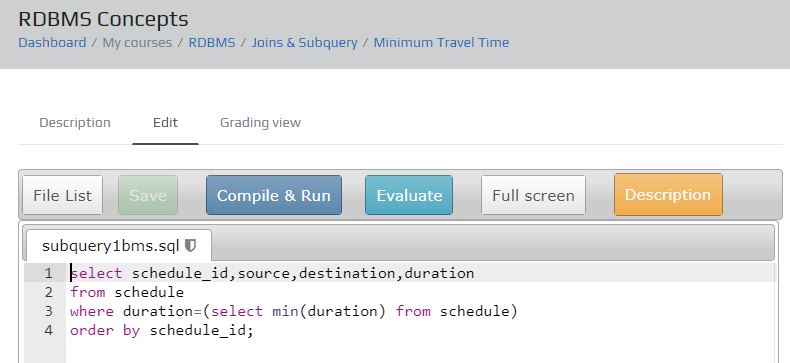 RDBMS Concepts
Dashboard / My courses / RDBMS / Joins & Subquery / Minimum Travel Time
Description Edit Grading view
File List Save Compile & Run Evaluate Full screen Description
subquery1bms.sql
1 select schedule_id,source,destination,duration
2 from schedule
3 where duration=(select min(duration) from schedule)
4 order by schedule_id;